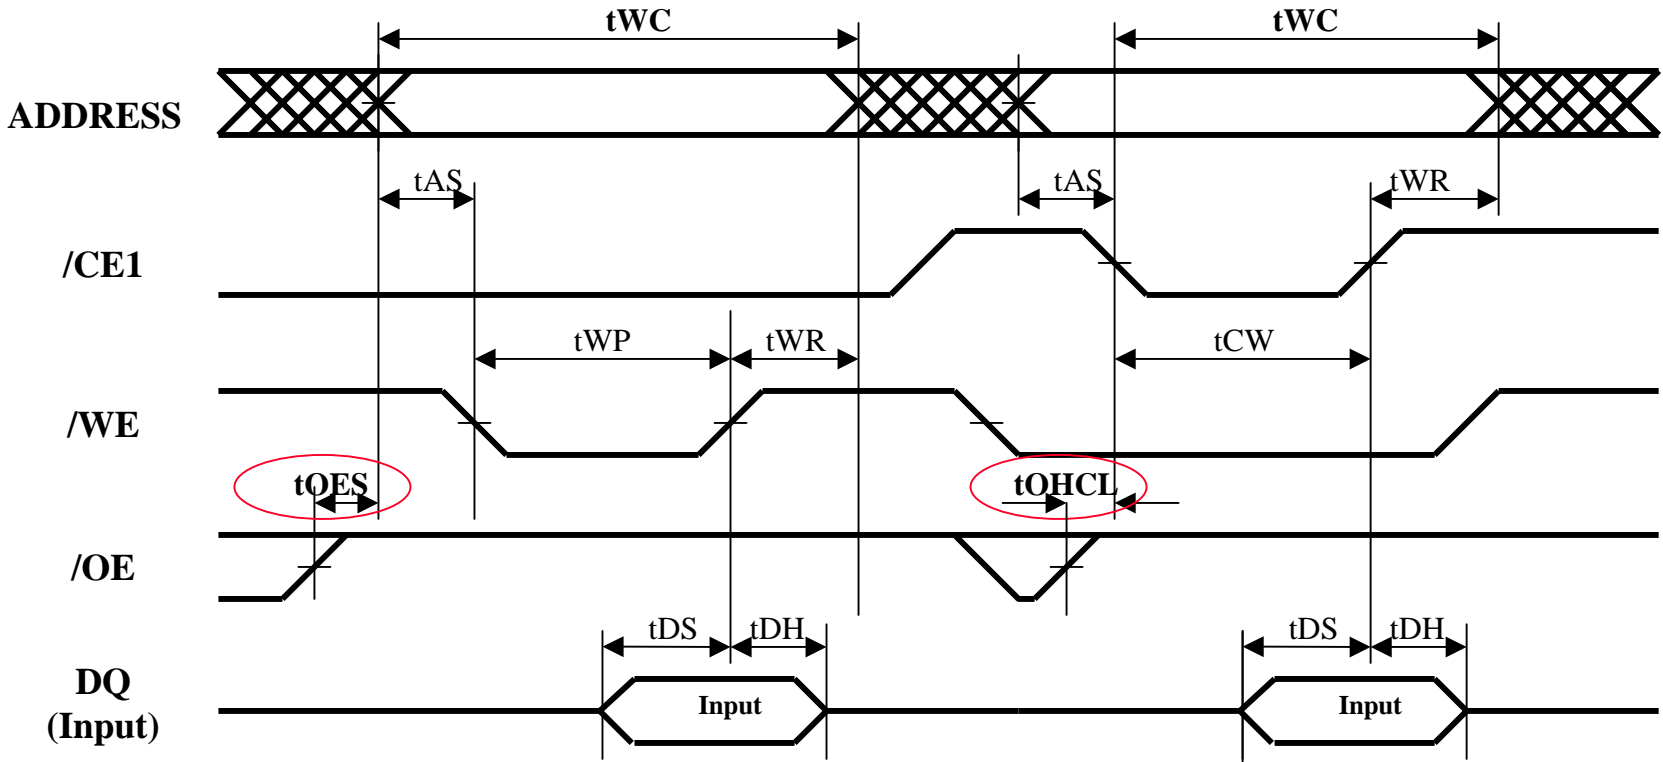 tWC tWC
ADDRESS
tAS tAS tWR
/CE1
tWP tWR tCW
/WE
tOES tOHCL
/OE
tDS tDH tDS tDH
DQ
(Input)
Input Input